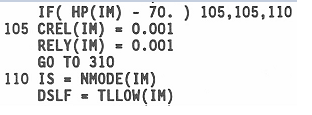 IF( HP(IM) - 70. ) 105,105,110
105 CREL(IM) = 0.001
RELY(IM) = 0.001
GO TO 310
110 IS = NMODE(IM)
DSLF = TLLOW(IM)